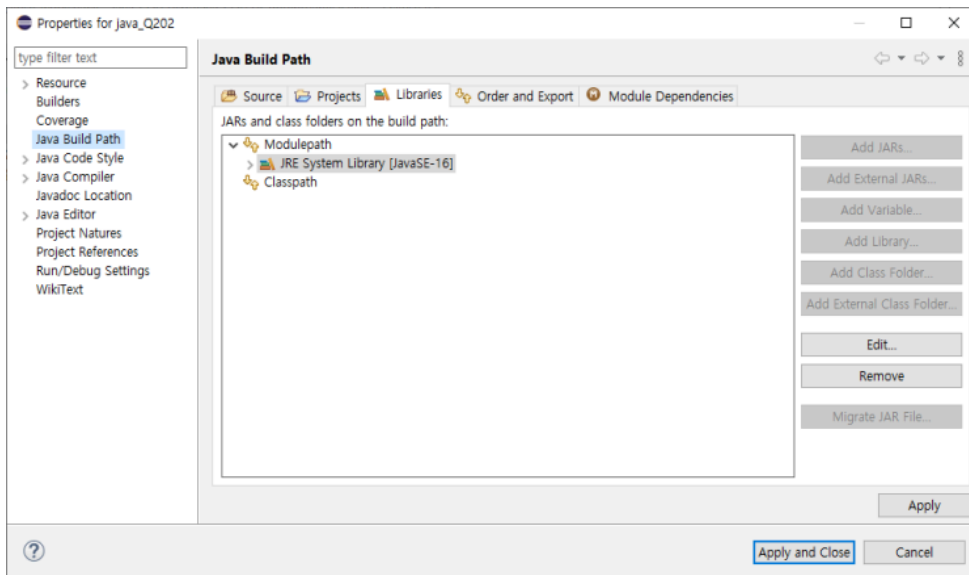 Properties for java_Q202
type filter text
Resource
Builders
Coverage
Java Build Path
Java Code Style
Java Compiler
Javadoc Location
Java Editor
Project Natures
Project References
Run/Debug Settings
WikiText
Java Build Path
Source Projects Libraries Order and Export Module Dependencies
JARs and class folders on the build path:
Modulepath
JRE System Library [JavaSE-16]
Classpath
Add JARs...
Add External JARs...
Add Variable...
Add Library...
Add Class Folder...
Add External Class Folder...
Edit...
Remove
Migrate JAR File...
Apply
? Apply and Close Cancel